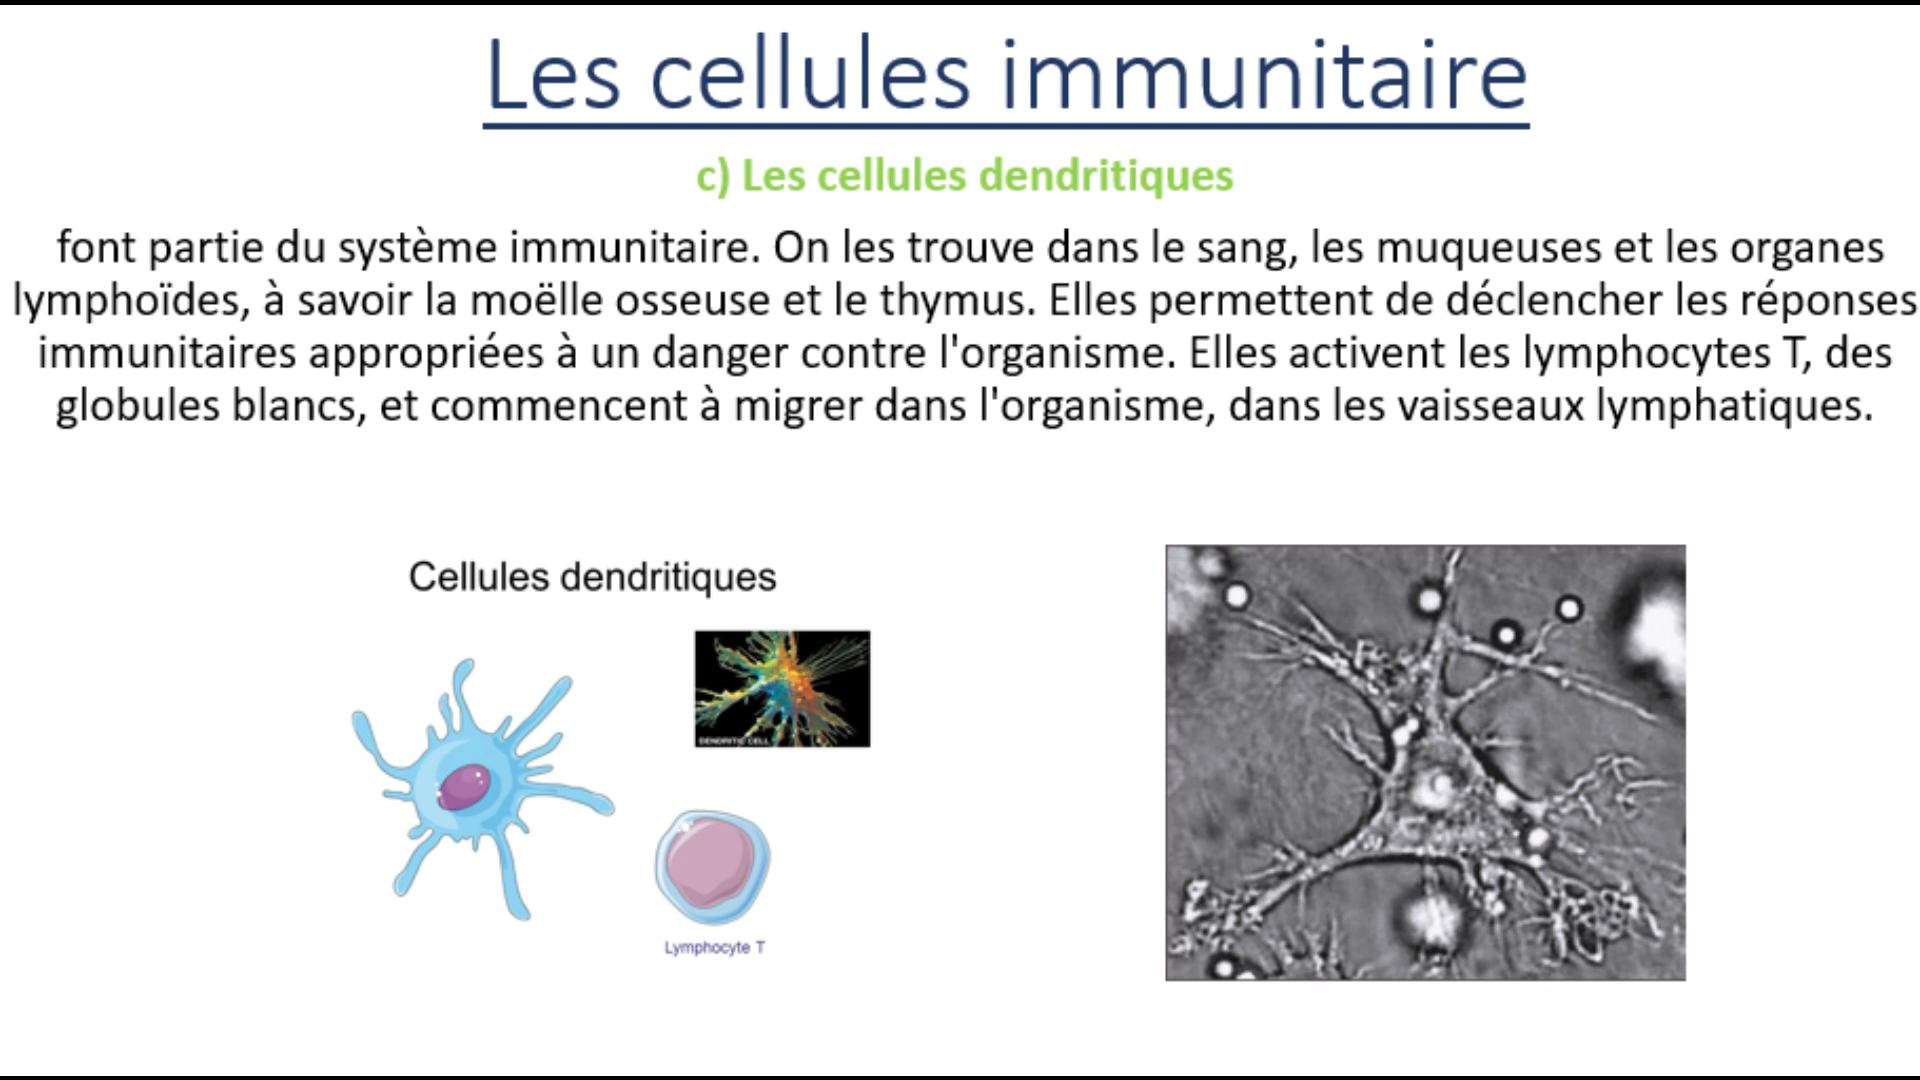 Les cellules immunitaire
c) Les cellules dendritiques
font partie du système immunitaire. On les trouve dans le sang, les muqueuses et les organes
lymphoïdes, à savoir la moëlle osseuse et le thymus. Elles permettent de déclencher les réponses
immunitaires appropriées à un danger contre l'organisme. Elles activent les lymphocytes T, des
globules blancs, et commencent à migrer dans l'organisme, dans les vaisseaux lymphatiques.
Cellules dendritiques
DENDRITIC CELL
Lymphocyte T